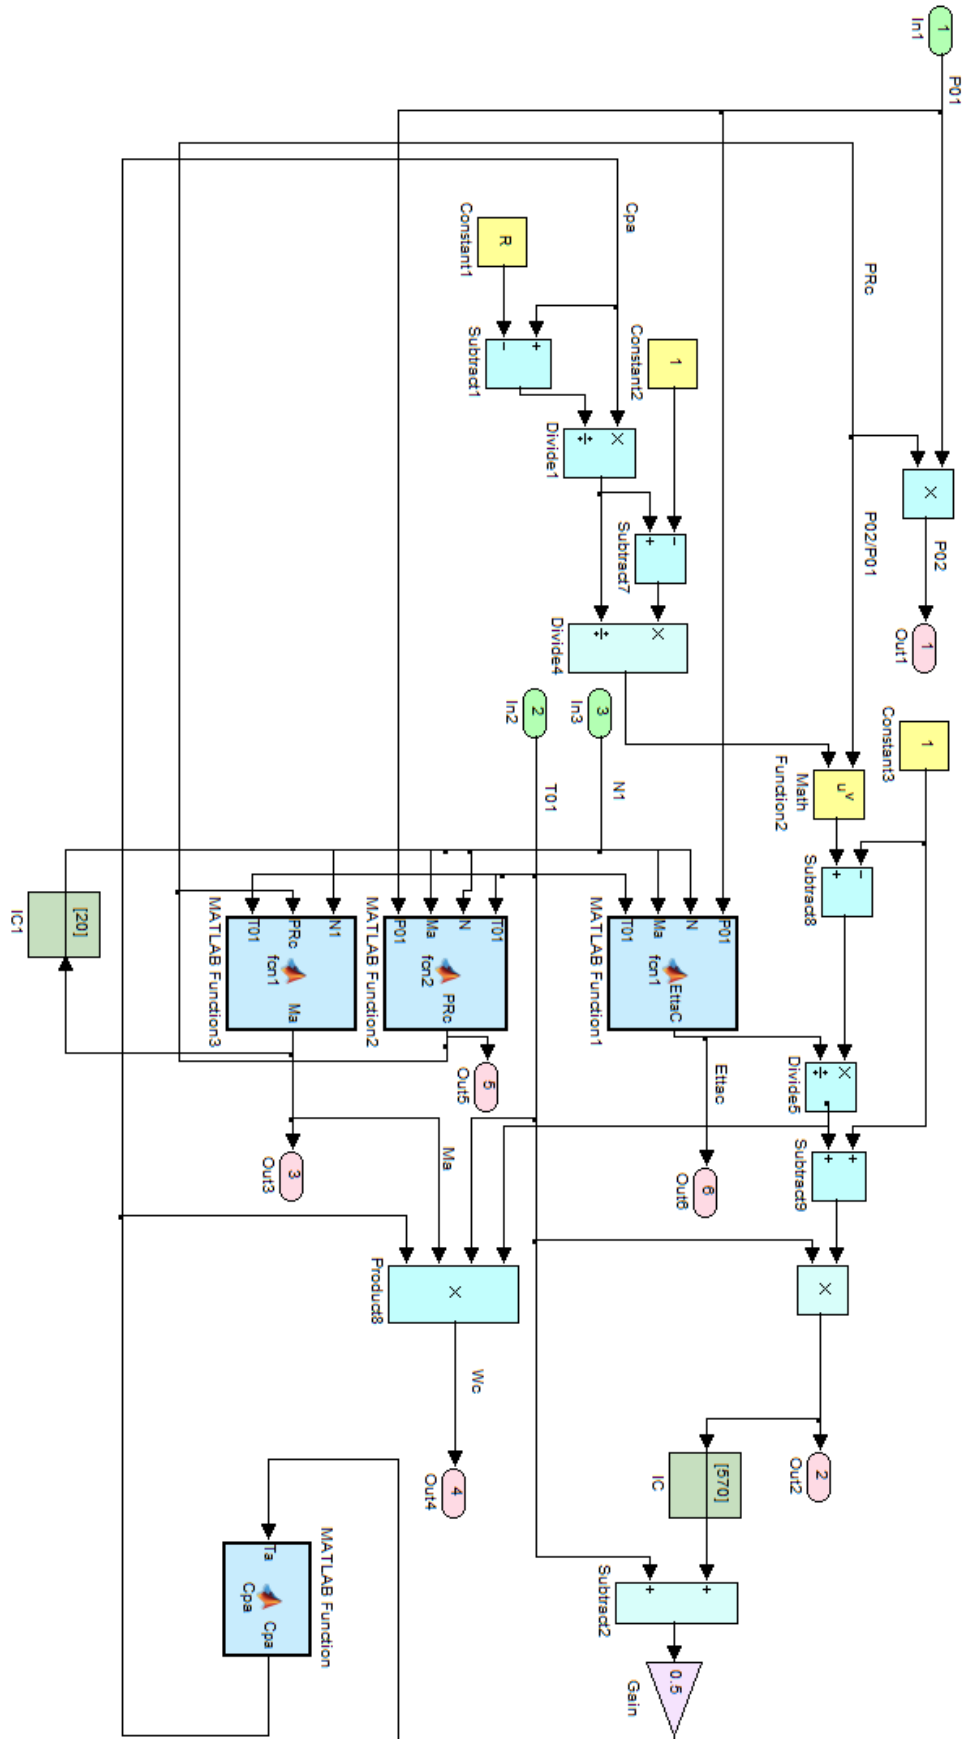 1
In1
P01
PRc
Cpa
R
Constant1
+
−
Subtract1
1
Constant2
×
÷
Divide1
−
+
Subtract7
×
÷
Divide4
×
P02
P02/P01
1
Out1
1
Constant3
2
In2
3
In3
N1
T01
u^v
Math
Function2
−
+
Subtract8
P01
N
Ma
T01
fcn1
EttaC
MATLAB Function1
T01
N
Ma
P01
fcn2
PRc
MATLAB Function2
N1
PRc
T01
fcn1
Ma
MATLAB Function3
[20]
IC1
5
Out5
3
Out3
Ma
Ettac
6
Out6
×
÷
Divide5
+
+
Subtract9
×
×
Product8
Wc
4
Out4
2
Out2
[570]
IC
+
+
Subtract2
0.5
Gain
Ta
Cpa
Cpa
MATLAB Function